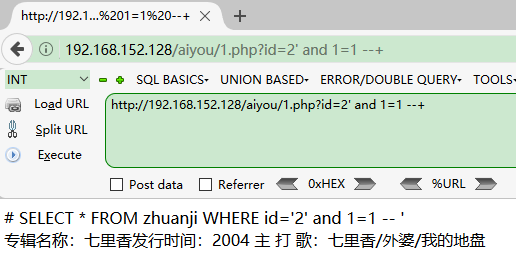 http://192.1...%201=1%20--+ ×
192.168.152.128/aiyou/1.php?id=2' and 1=1 --+
INT SQL BASICS UNION BASED ERROR/DOUBLE QUERY TOOLS
Load URL http://192.168.152.128/aiyou/1.php?id=2' and 1=1 --+
Split URL
Execute
Post data Referrer 0xHEX %URL
# SELECT * FROM zhuanji WHERE id='2' and 1=1 -- '
专辑名称：七里香发行时间：2004 主 打 歌：七里香/外婆/我的地盘